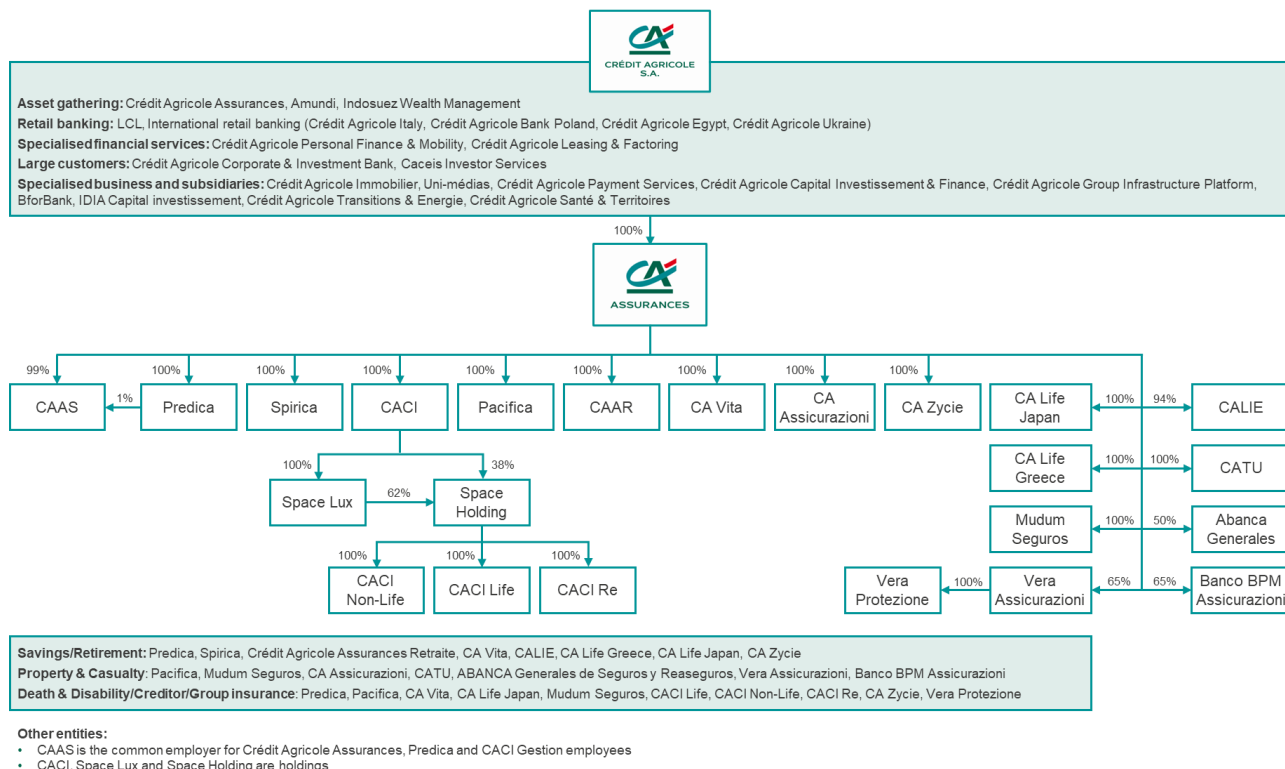 CRÉDIT AGRICOLE
S.A.
Asset gathering: Crédit Agricole Assurances, Amundi, Indosuez Wealth Management
Retail banking: LCL, International retail banking (Crédit Agricole Italy, Crédit Agricole Bank Poland, Crédit Agricole Egypt, Crédit Agricole Ukraine)
Specialised financial services: Crédit Agricole Personal Finance & Mobility, Crédit Agricole Leasing & Factoring
Large customers: Crédit Agricole Corporate & Investment Bank, Caceis Investor Services
Specialised business and subsidiaries: Crédit Agricole Immobilier, Uni-médias, Crédit Agricole Payment Services, Crédit Agricole Capital Investissement & Finance, Crédit Agricole Group Infrastructure Platform,
BforBank, IDIA Capital investissement, Crédit Agricole Transitions & Energie, Crédit Agricole Santé & Territoires
100%
CA
ASSURANCES
99% 100% 100% 100% 100% 100% 100% 100% 100%
CAAS 1% Predica Spirica CACI Pacifica CAAR CA Vita CA Assicurazioni CA Zycie
CA Life Japan 100% 94% CALIE
100% 38%
Space Lux 62% Space Holding
CA Life Greece 100% 100% CATU
Mudum Seguros 100% 50% Abanca Generales
100% 100% 100%
CACI Non-Life CACI Life CACI Re
Vera Protezione 100% Vera Assicurazioni 65% 65% Banco BPM Assicurazioni
Savings/Retirement: Predica, Spirica, Crédit Agricole Assurances Retraite, CA Vita, CALIE, CA Life Greece, CA Life Japan, CA Zycie
Property & Casualty: Pacifica, Mudum Seguros, CA Assicurazioni, CATU, ABANCA Generales de Seguros y Reaseguros, Vera Assicurazioni, Banco BPM Assicurazioni
Death & Disability/Creditor/Group insurance: Predica, Pacifica, CA Vita, CA Life Japan, Mudum Seguros, CACI Life, CACI Non-Life, CACI Re, CA Zycie, Vera Protezione
Other entities:
• CAAS is the common employer for Crédit Agricole Assurances, Predica and CACI Gestion employees
• CACI, Space Lux and Space Holding are holdings